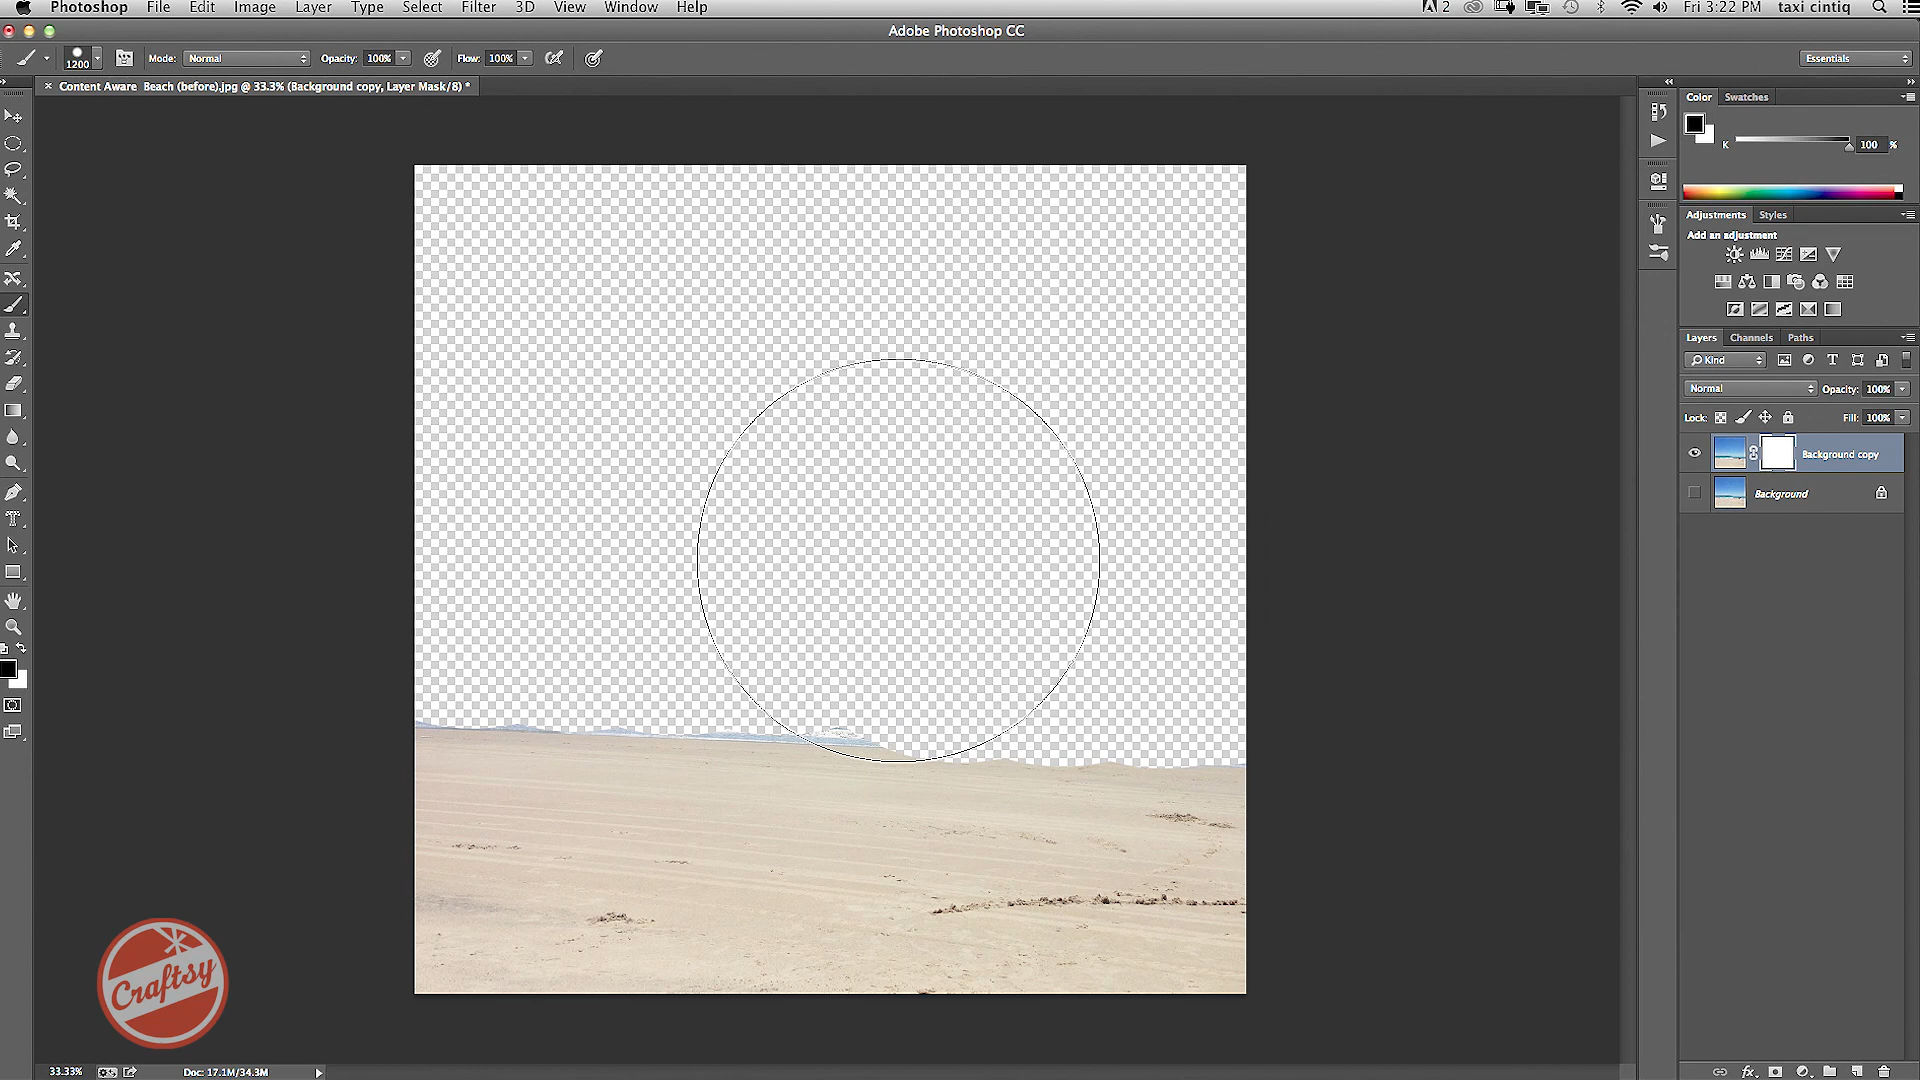 Photoshop File Edit Image Layer Type Select Filter 3D View Window Help
2 Fri 3:22 PM taxi cintiq
Adobe Photoshop CC
1200 Mode: Normal Opacity: 100% Flow: 100% Essentials
× Content Aware Beach (before).jpg @ 33.3% (Background copy, Layer Mask/8) *
Color Swatches
K 100 %
Adjustments Styles
Add an adjustment
Layers Channels Paths
Kind
Normal Opacity: 100%
Lock: Fill: 100%
Background copy
Background
Craftsy
33.33% Doc: 17.1M/34.3M